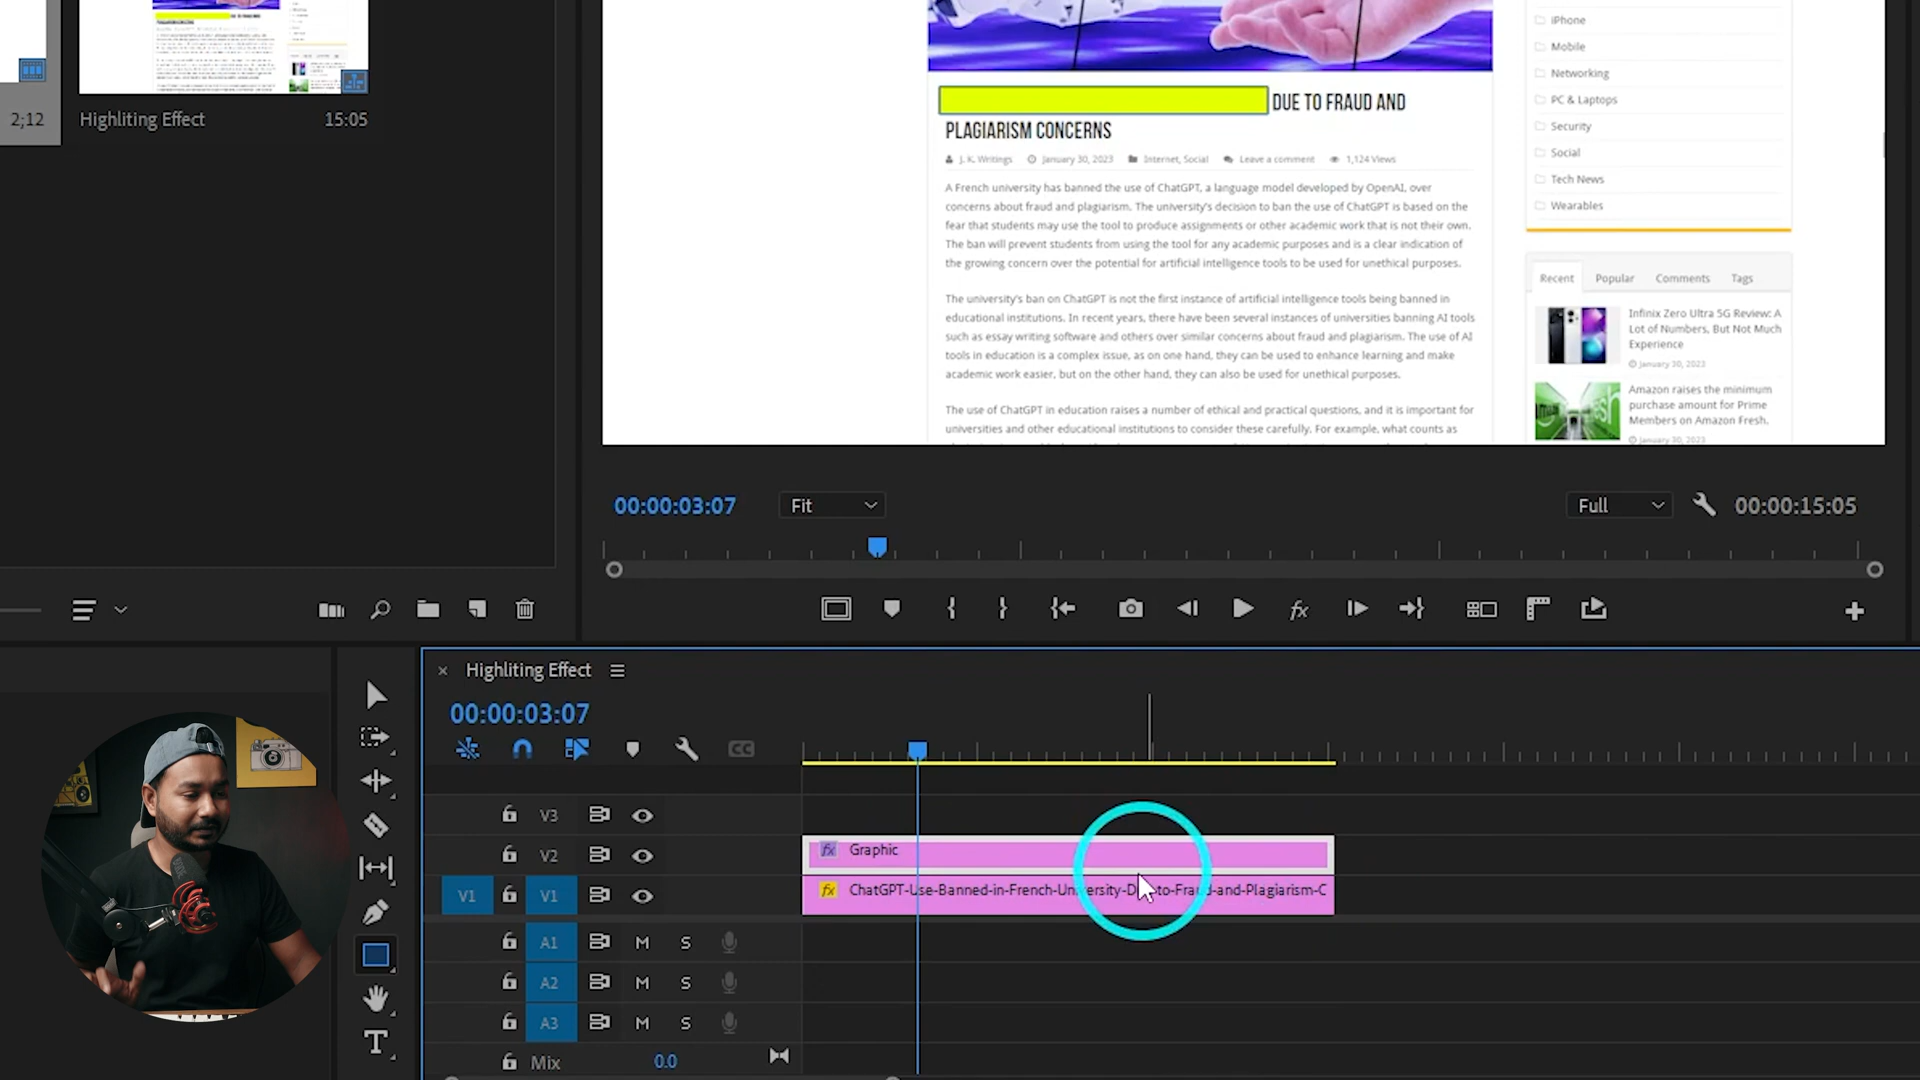 2;12
Highliting Effect
15:05
DUE TO FRAUD AND
PLAGIARISM CONCERNS
J. K. Writings January 30, 2023 Internet, Social Leave a comment 1,124 Views
A French university has banned the use of ChatGPT, a language model developed by OpenAI, over
concerns about fraud and plagiarism. The university's decision to ban the use of ChatGPT is based on the
fear that students may use the tool to produce assignments or other academic work that is not their own.
The ban will prevent students from using the tool for any academic purposes and is a clear indication of
the growing concern over the potential for artificial intelligence tools to be used for unethical purposes.
The university's ban on ChatGPT is not the first instance of artificial intelligence tools being banned in
educational institutions. In recent years, there have been several instances of universities banning AI tools
such as essay writing software and others over similar concerns about fraud and plagiarism. The use of AI
tools in education is a complex issue, as on one hand, they can be used to enhance learning and make
academic work easier, but on the other hand, they can also be used for unethical purposes.
The use of ChatGPT in education raises a number of ethical and practical questions, and it is important for
universities and other educational institutions to consider these carefully. For example, what counts as
iPhone
Mobile
Networking
PC & Laptops
Security
Social
Tech News
Wearables
Recent Popular Comments Tags
Infinix Zero Ultra 5G Review: A
Lot of Numbers, But Not Much
Experience
January 30, 2023
Amazon raises the minimum
purchase amount for Prime
Members on Amazon Fresh.
January 30, 2023
00:00:03:07
Fit
Full
00:00:15:05
fx
Highliting Effect
00:00:03:07
CC
V3
V2
fx Graphic
V1 V1
fx ChatGPT-Use-Banned-in-French-University-D to-Fraud-and-Plagiarism-C
A1 M S
A2 M S
A3 M S
Mix 0.0
T